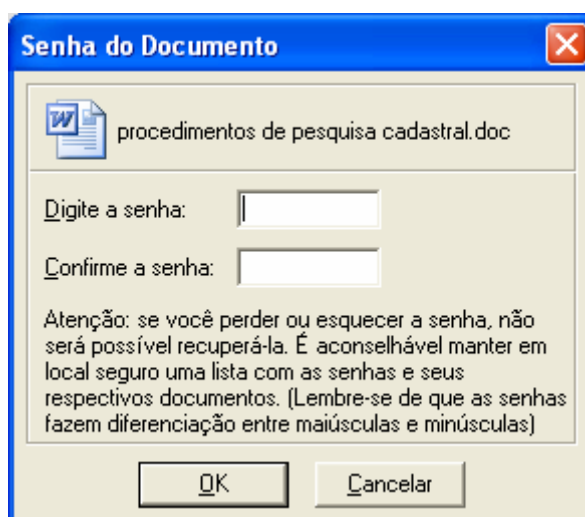 Senha do Documento
procedimentos de pesquisa cadastral.doc
Digite a senha:
Confirme a senha:
Atenção: se você perder ou esquecer a senha, não
será possível recuperá-la. É aconselhável manter em
local seguro uma lista com as senhas e seus
respectivos documentos. (Lembre-se de que as senhas
fazem diferenciação entre maiúsculas e minúsculas)
OK
Cancelar